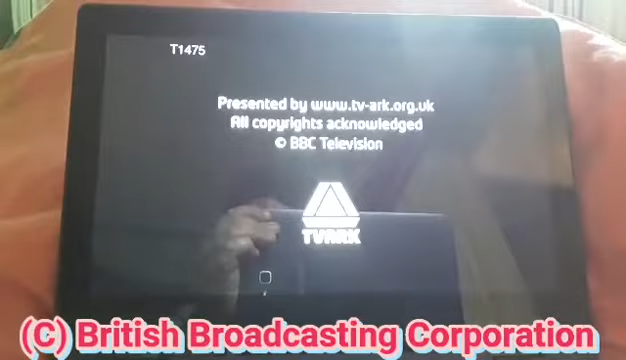 T1475
Presented by www.tv-ark.org.uk
All copyrights acknowledged
© BBC Television
TVARK
(C) British Broadcasting Corporation